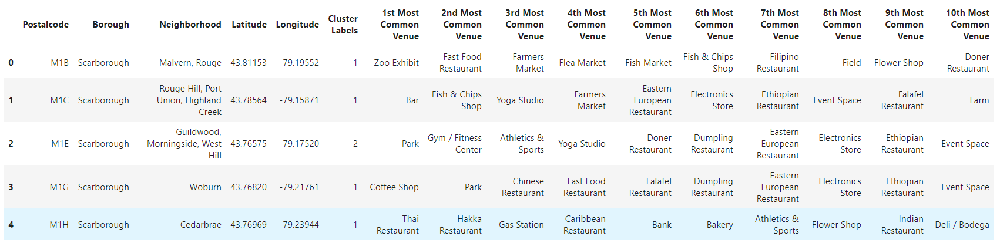 Postalcode Borough Neighborhood Latitude Longitude Cluster Labels 1st Most Common Venue 2nd Most Common Venue 3rd Most Common Venue 4th Most Common Venue 5th Most Common Venue 6th Most Common Venue 7th Most Common Venue 8th Most Common Venue 9th Most Common Venue 10th Most Common Venue
0 M1B Scarborough Malvern, Rouge 43.81153 -79.19552 1 Zoo Exhibit Fast Food Restaurant Farmers Market Flea Market Fish Market Fish & Chips Shop Filipino Restaurant Field Flower Shop Doner Restaurant
1 M1C Scarborough Rouge Hill, Port Union, Highland Creek 43.78564 -79.15871 1 Bar Fish & Chips Shop Yoga Studio Farmers Market Eastern European Restaurant Electronics Store Ethiopian Restaurant Event Space Falafel Restaurant Farm
2 M1E Scarborough Guildwood, Morningside, West Hill 43.76575 -79.17520 2 Park Gym / Fitness Center Athletics & Sports Yoga Studio Doner Restaurant Dumpling Restaurant Eastern European Restaurant Electronics Store Ethiopian Restaurant Event Space
3 M1G Scarborough Woburn 43.76820 -79.21761 1 Coffee Shop Park Chinese Restaurant Fast Food Restaurant Falafel Restaurant Dumpling Restaurant Eastern European Restaurant Electronics Store Ethiopian Restaurant Event Space
4 M1H Scarborough Cedarbrae 43.76969 -79.23944 1 Thai Restaurant Hakka Restaurant Gas Station Caribbean Restaurant Bank Bakery Athletics & Sports Flower Shop Indian Restaurant Deli / Bodega